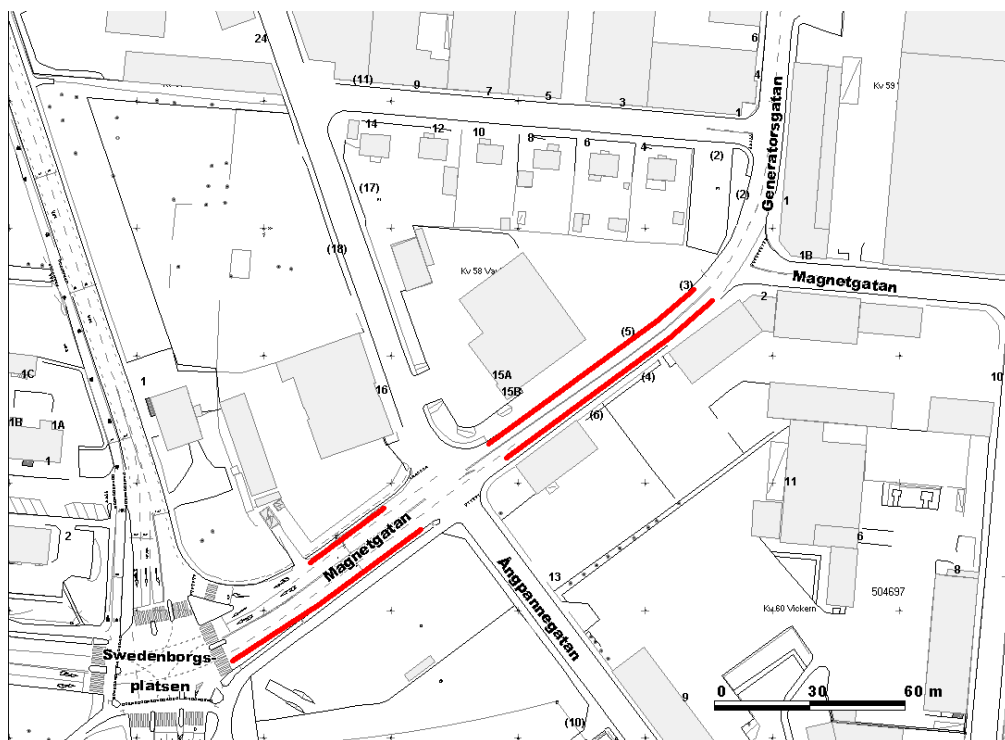 24
6
(11)
9
7
5
3
4
1
Kv 59
14
12
10
8
6
4
(2)
(17)
(2)
Generatorsgatan
1
(18)
1B
Kv 58
Magnetgatan
(3)
2
(5)
15A
1C
1
(4)
10
15B
16
1B
1A
(6)
1
11
2
Magnetgatan
6
13
8
Ångpannegatan
504697
Kv.60 Vickern
Swedenborgs-
platsen
9
0 30 60 m
(10)